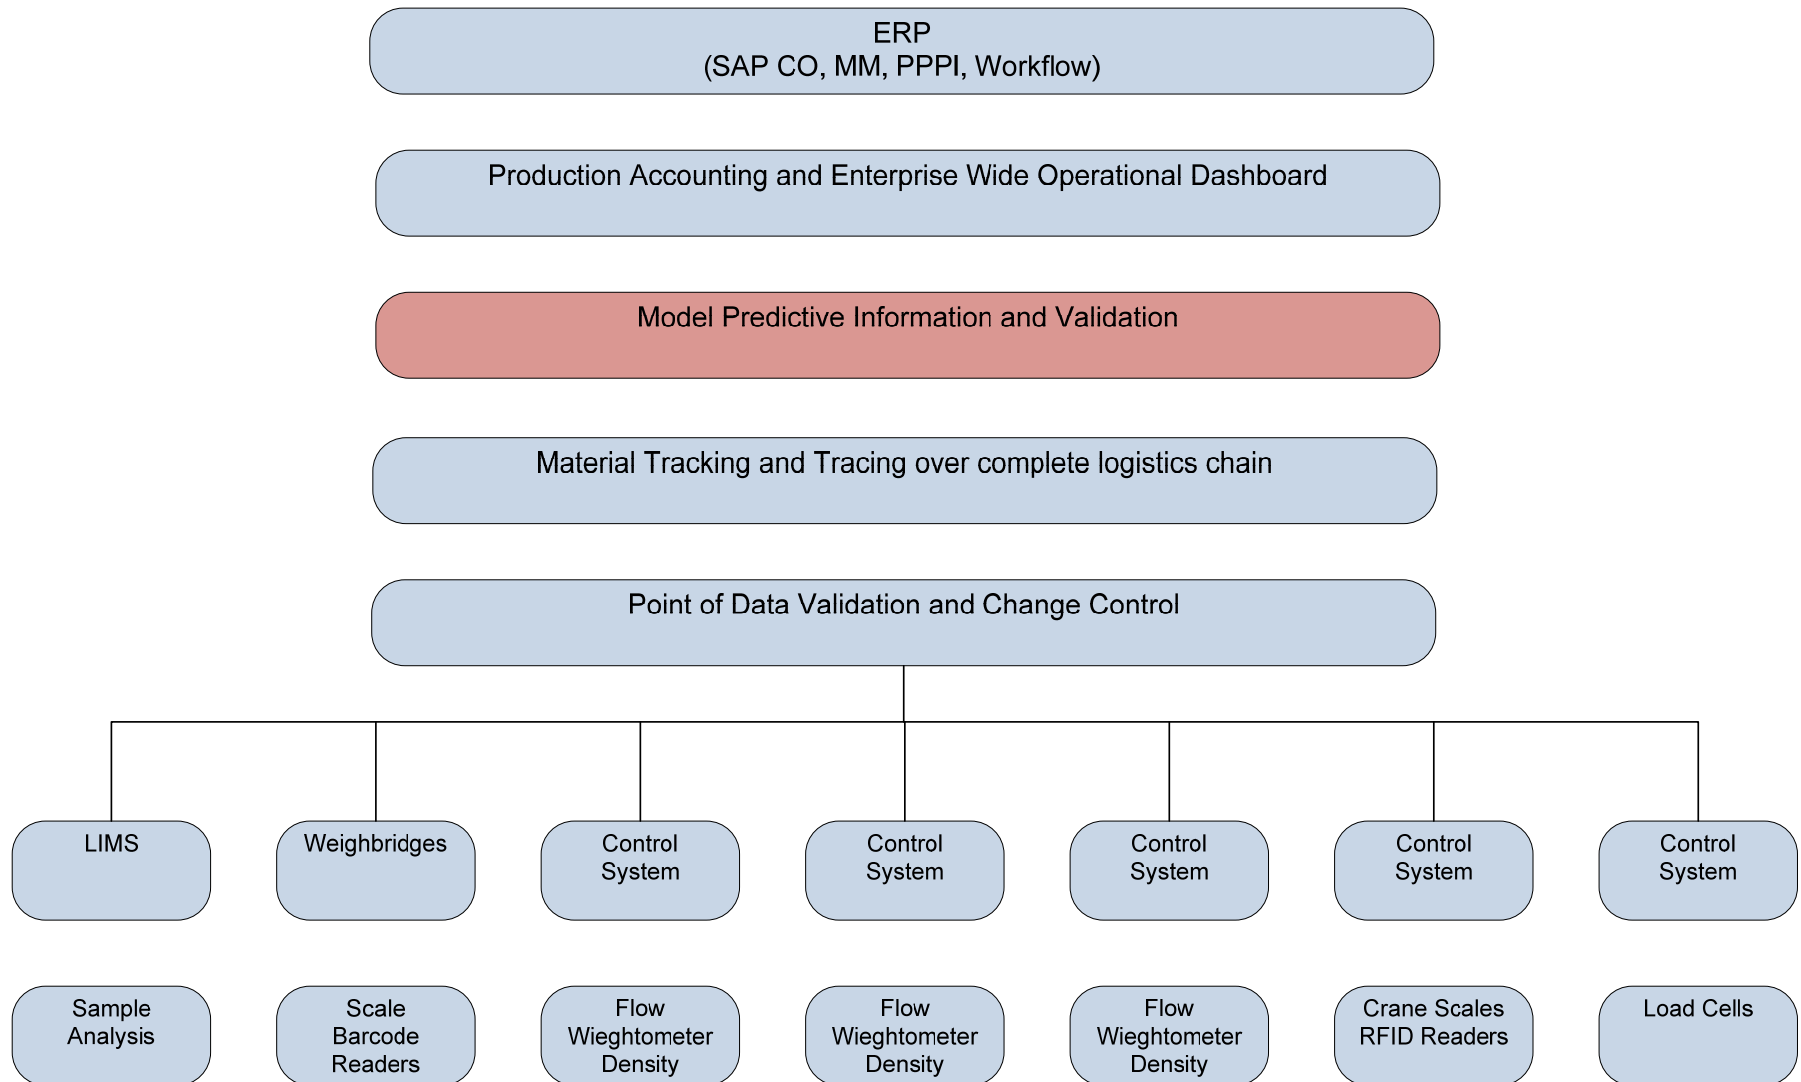 ERP
(SAP CO, MM, PPPI, Workflow)
Production Accounting and Enterprise Wide Operational Dashboard
Model Predictive Information and Validation
Material Tracking and Tracing over complete logistics chain
Point of Data Validation and Change Control
LIMS
Weighbridges
Control
System
Control
System
Control
System
Control
System
Control
System
Sample
Analysis
Scale
Barcode
Readers
Flow
Wieghtometer
Density
Flow
Wieghtometer
Density
Flow
Wieghtometer
Density
Crane Scales
RFID Readers
Load Cells